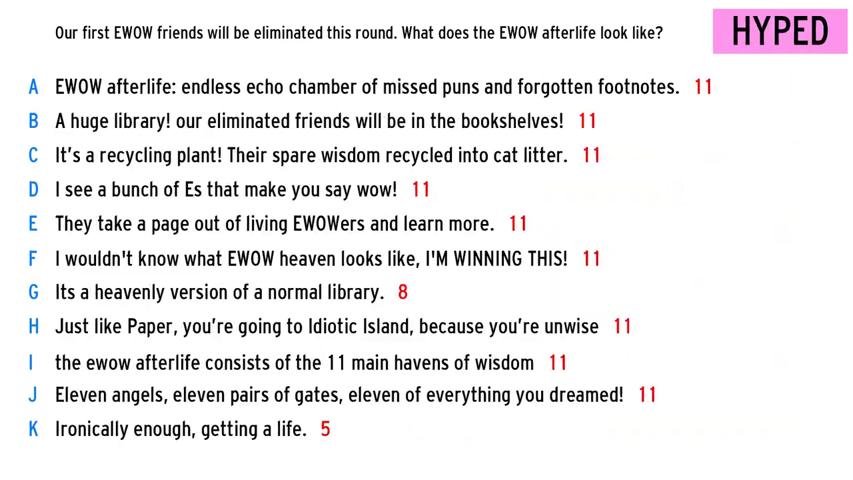 Our first EWOW friends will be eliminated this round. What does the EWOW afterlife look like?
HYPED
A EWOW afterlife: endless echo chamber of missed puns and forgotten footnotes. 11
B A huge library! our eliminated friends will be in the bookshelves! 11
C It's a recycling plant! Their spare wisdom recycled into cat litter. 11
D I see a bunch of Es that make you say wow! 11
E They take a page out of living EWOWers and learn more. 11
F I wouldn't know what EWOW heaven looks like, I'M WINNING THIS! 11
G Its a heavenly version of a normal library. 8
H Just like Paper, you're going to Idiotic Island, because you're unwise 11
I the ewow afterlife consists of the 11 main havens of wisdom 11
J Eleven angels, eleven pairs of gates, eleven of everything you dreamed! 11
K Ironically enough, getting a life. 5